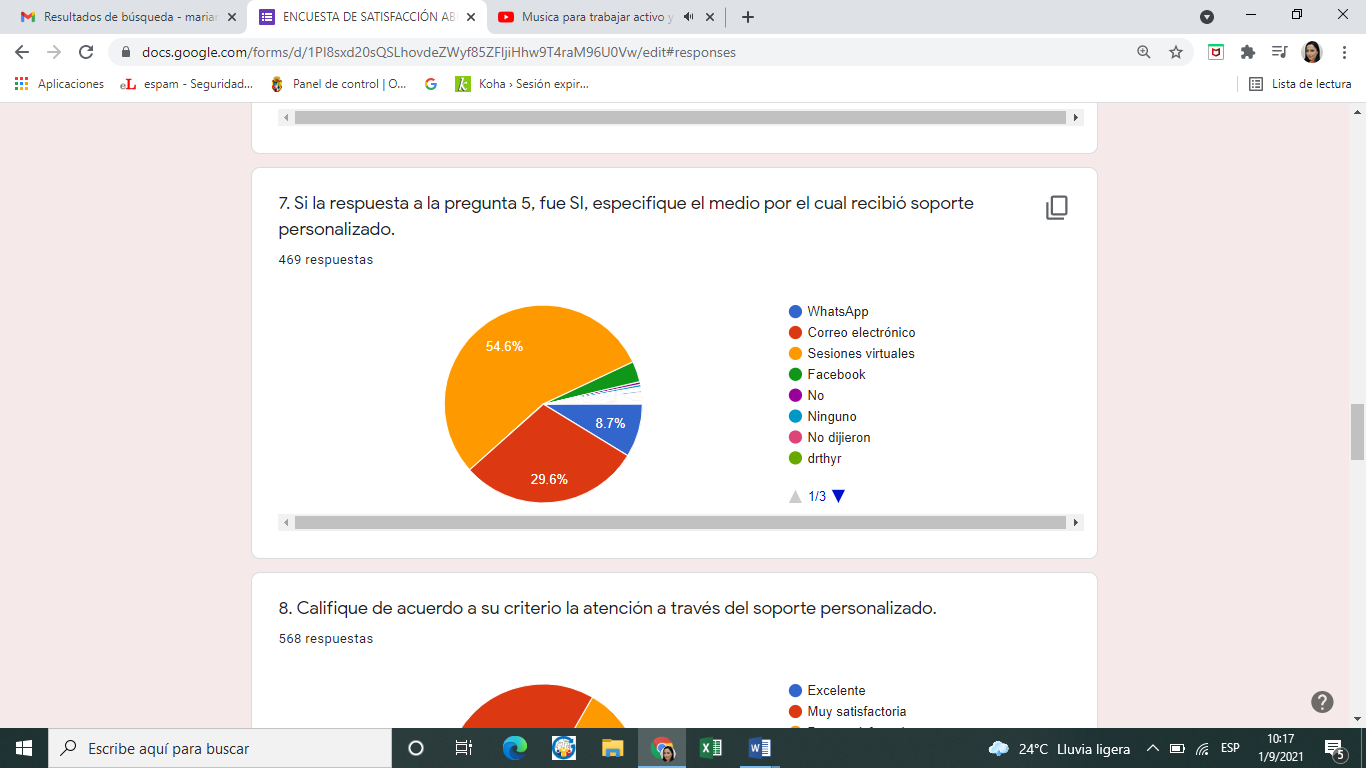 Resultados de búsqueda - marian
ENCUESTA DE SATISFACCIÓN AB
Musica para trabajar activo y
docs.google.com/forms/d/1PI8sxd20sQSLhovdeZWyf85ZFIjiHhw9T4raM96U0Vw/edit#responses
Aplicaciones
espam - Seguridad...
Panel de control | O...
Koha › Sesión expir...
Lista de lectura
7. Si la respuesta a la pregunta 5, fue SI, especifique el medio por el cual recibió soporte
personalizado.
469 respuestas
54.6%
8.7%
29.6%
WhatsApp
Correo electrónico
Sesiones virtuales
Facebook
No
Ninguno
No dijieron
drthyr
1/3
8. Califique de acuerdo a su criterio la atención a través del soporte personalizado.
568 respuestas
Excelente
Muy satisfactoria
Escribe aquí para buscar
24°C Lluvia ligera
ESP
10:17
1/9/2021
5